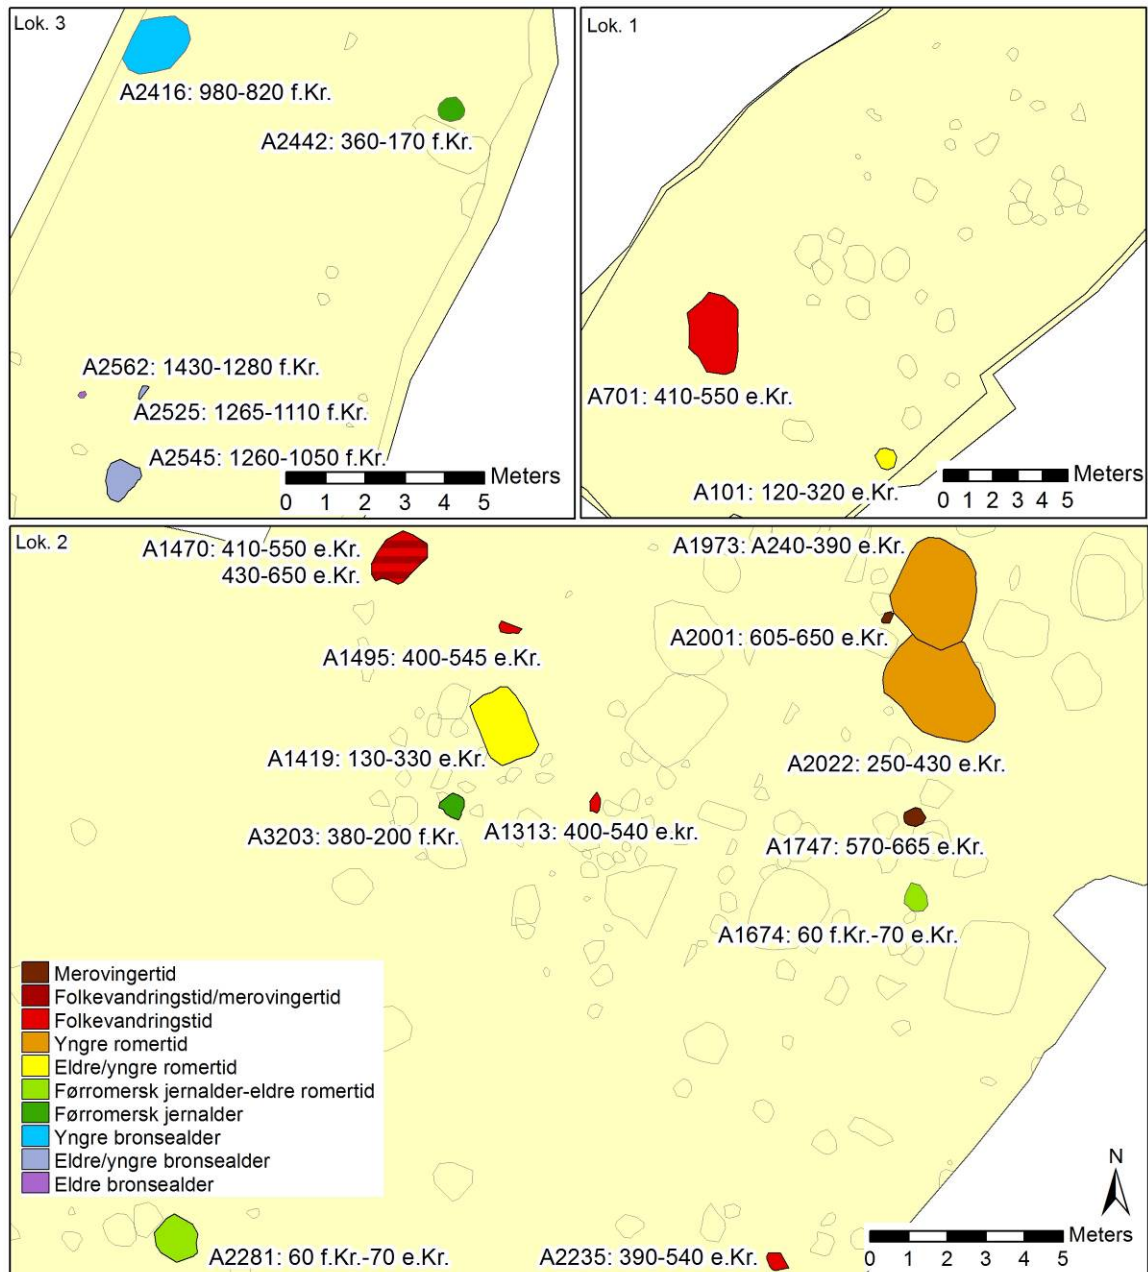 Lok. 3
A2416: 980-820 f.Kr.
A2442: 360-170 f.Kr.
A2562: 1430-1280 f.Kr.
A2525: 1265-1110 f.Kr.
A2545: 1260-1050 f.Kr.
Meters
0 1 2 3 4 5
Lok. 1
A701: 410-550 e.Kr.
A101: 120-320 e.Kr.
Meters
0 1 2 3 4 5
Lok. 2
A1470: 410-550 e.Kr.
430-650 e.Kr.
A1973: A240-390 e.Kr.
A2001: 605-650 e.Kr.
A1495: 400-545 e.Kr.
A1419: 130-330 e.Kr.
A2022: 250-430 e.Kr.
A3203: 380-200 f.Kr.
A1313: 400-540 e.kr.
A1747: 570-665 e.Kr.
A1674: 60 f.Kr.-70 e.Kr.
Merovingertid
Folkevandringstid/merovingertid
Folkevandringstid
Yngre romertid
Eldre/yngre romertid
Førromersk jernalder-eldre romertid
Førromersk jernalder
Yngre bronsealder
Eldre/yngre bronsealder
Eldre bronsealder
N
Meters
0 1 2 3 4 5
A2281: 60 f.Kr.-70 e.Kr.
A2235: 390-540 e.Kr.